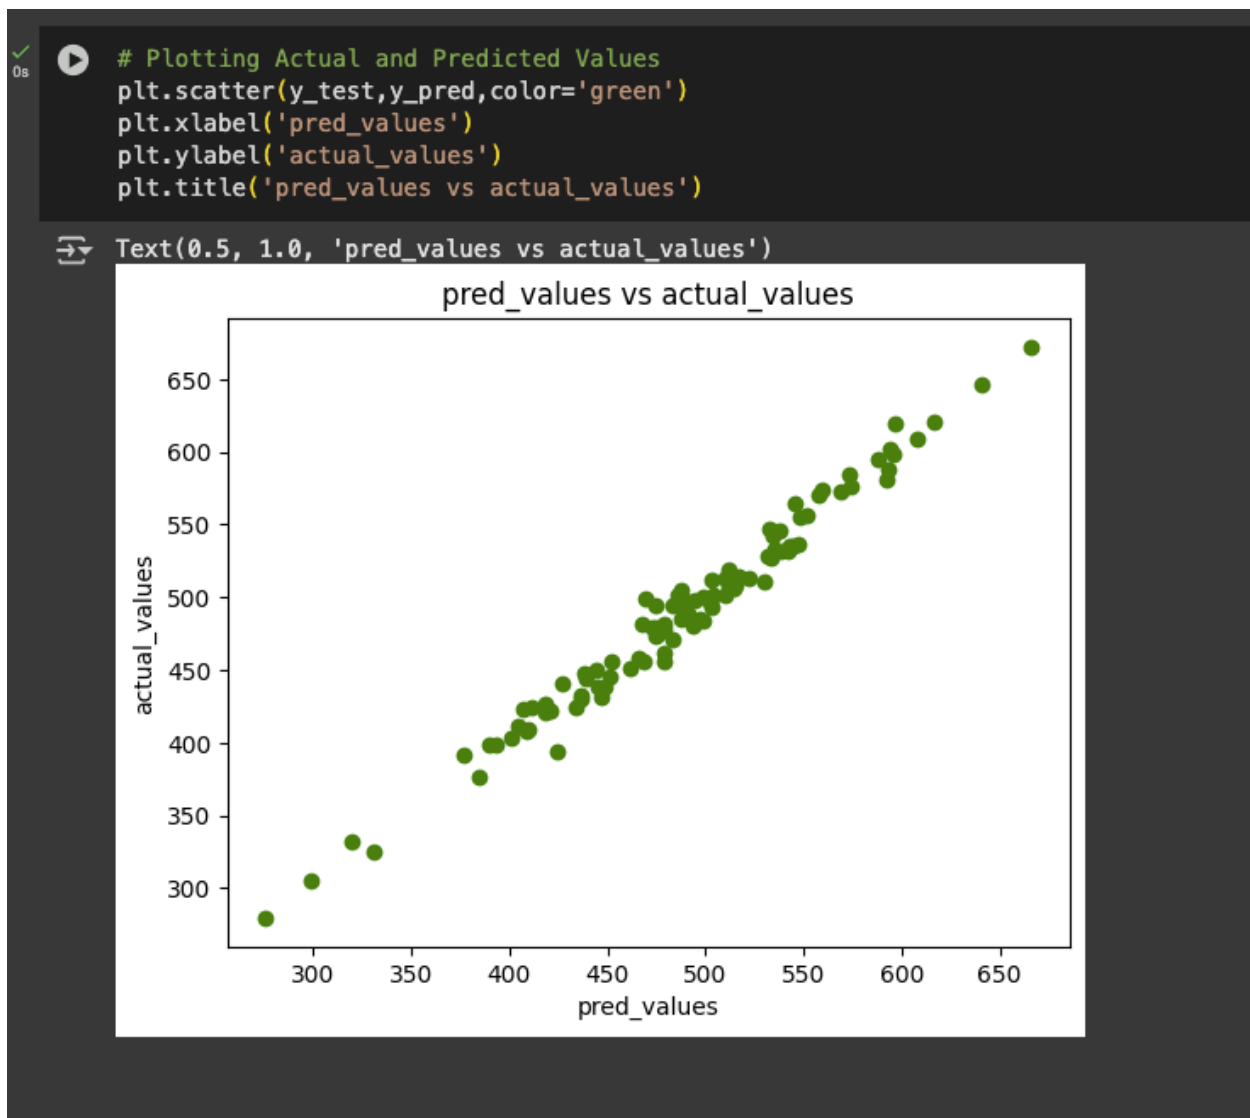 0s
# Plotting Actual and Predicted Values
plt.scatter(y_test,y_pred,color='green')
plt.xlabel('pred_values')
plt.ylabel('actual_values')
plt.title('pred_values vs actual_values')
Text(0.5, 1.0, 'pred_values vs actual_values')
pred_values vs actual_values
actual_values
650
600
550
500
450
400
350
300
300 350 400 450 500 550 600 650
pred_values